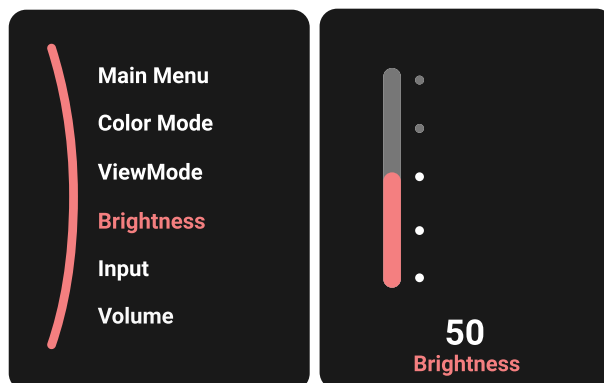 Main Menu
Color Mode
ViewMode
Brightness
Input
Volume
50
Brightness